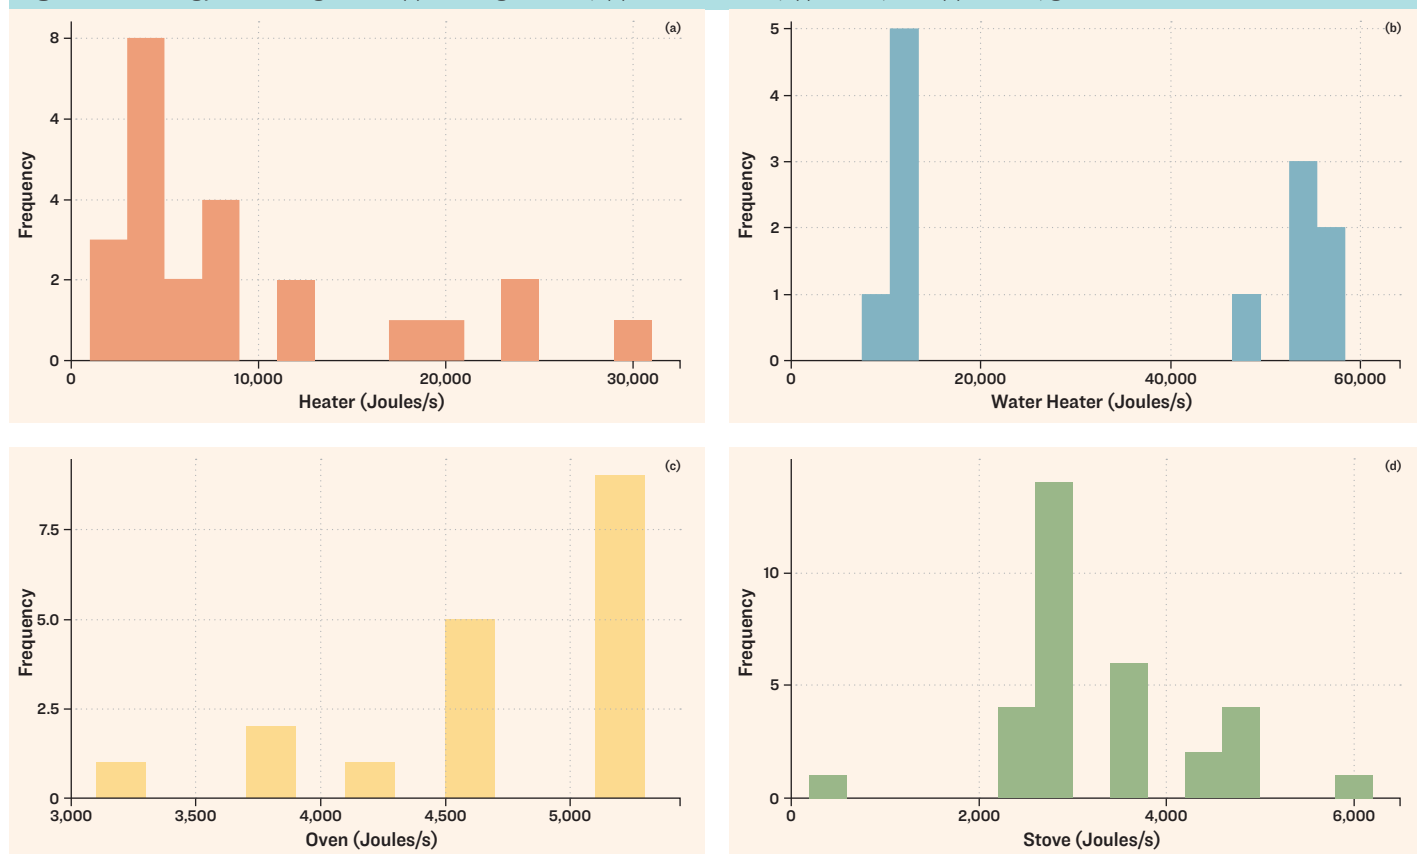 (a)
8
4
4
2
0
Frequency
0 10,000 20,000 30,000
Heater (Joules/s)
(b)
5
4
3
2
1
0
Frequency
0 20,000 40,000 60,000
Water Heater (Joules/s)
(c)
7.5
5.0
2.5
0
Frequency
3,000 3,500 4,000 4,500 5,000
Oven (Joules/s)
(d)
10
5
0
Frequency
0 2,000 4,000 6,000
Stove (Joules/s)